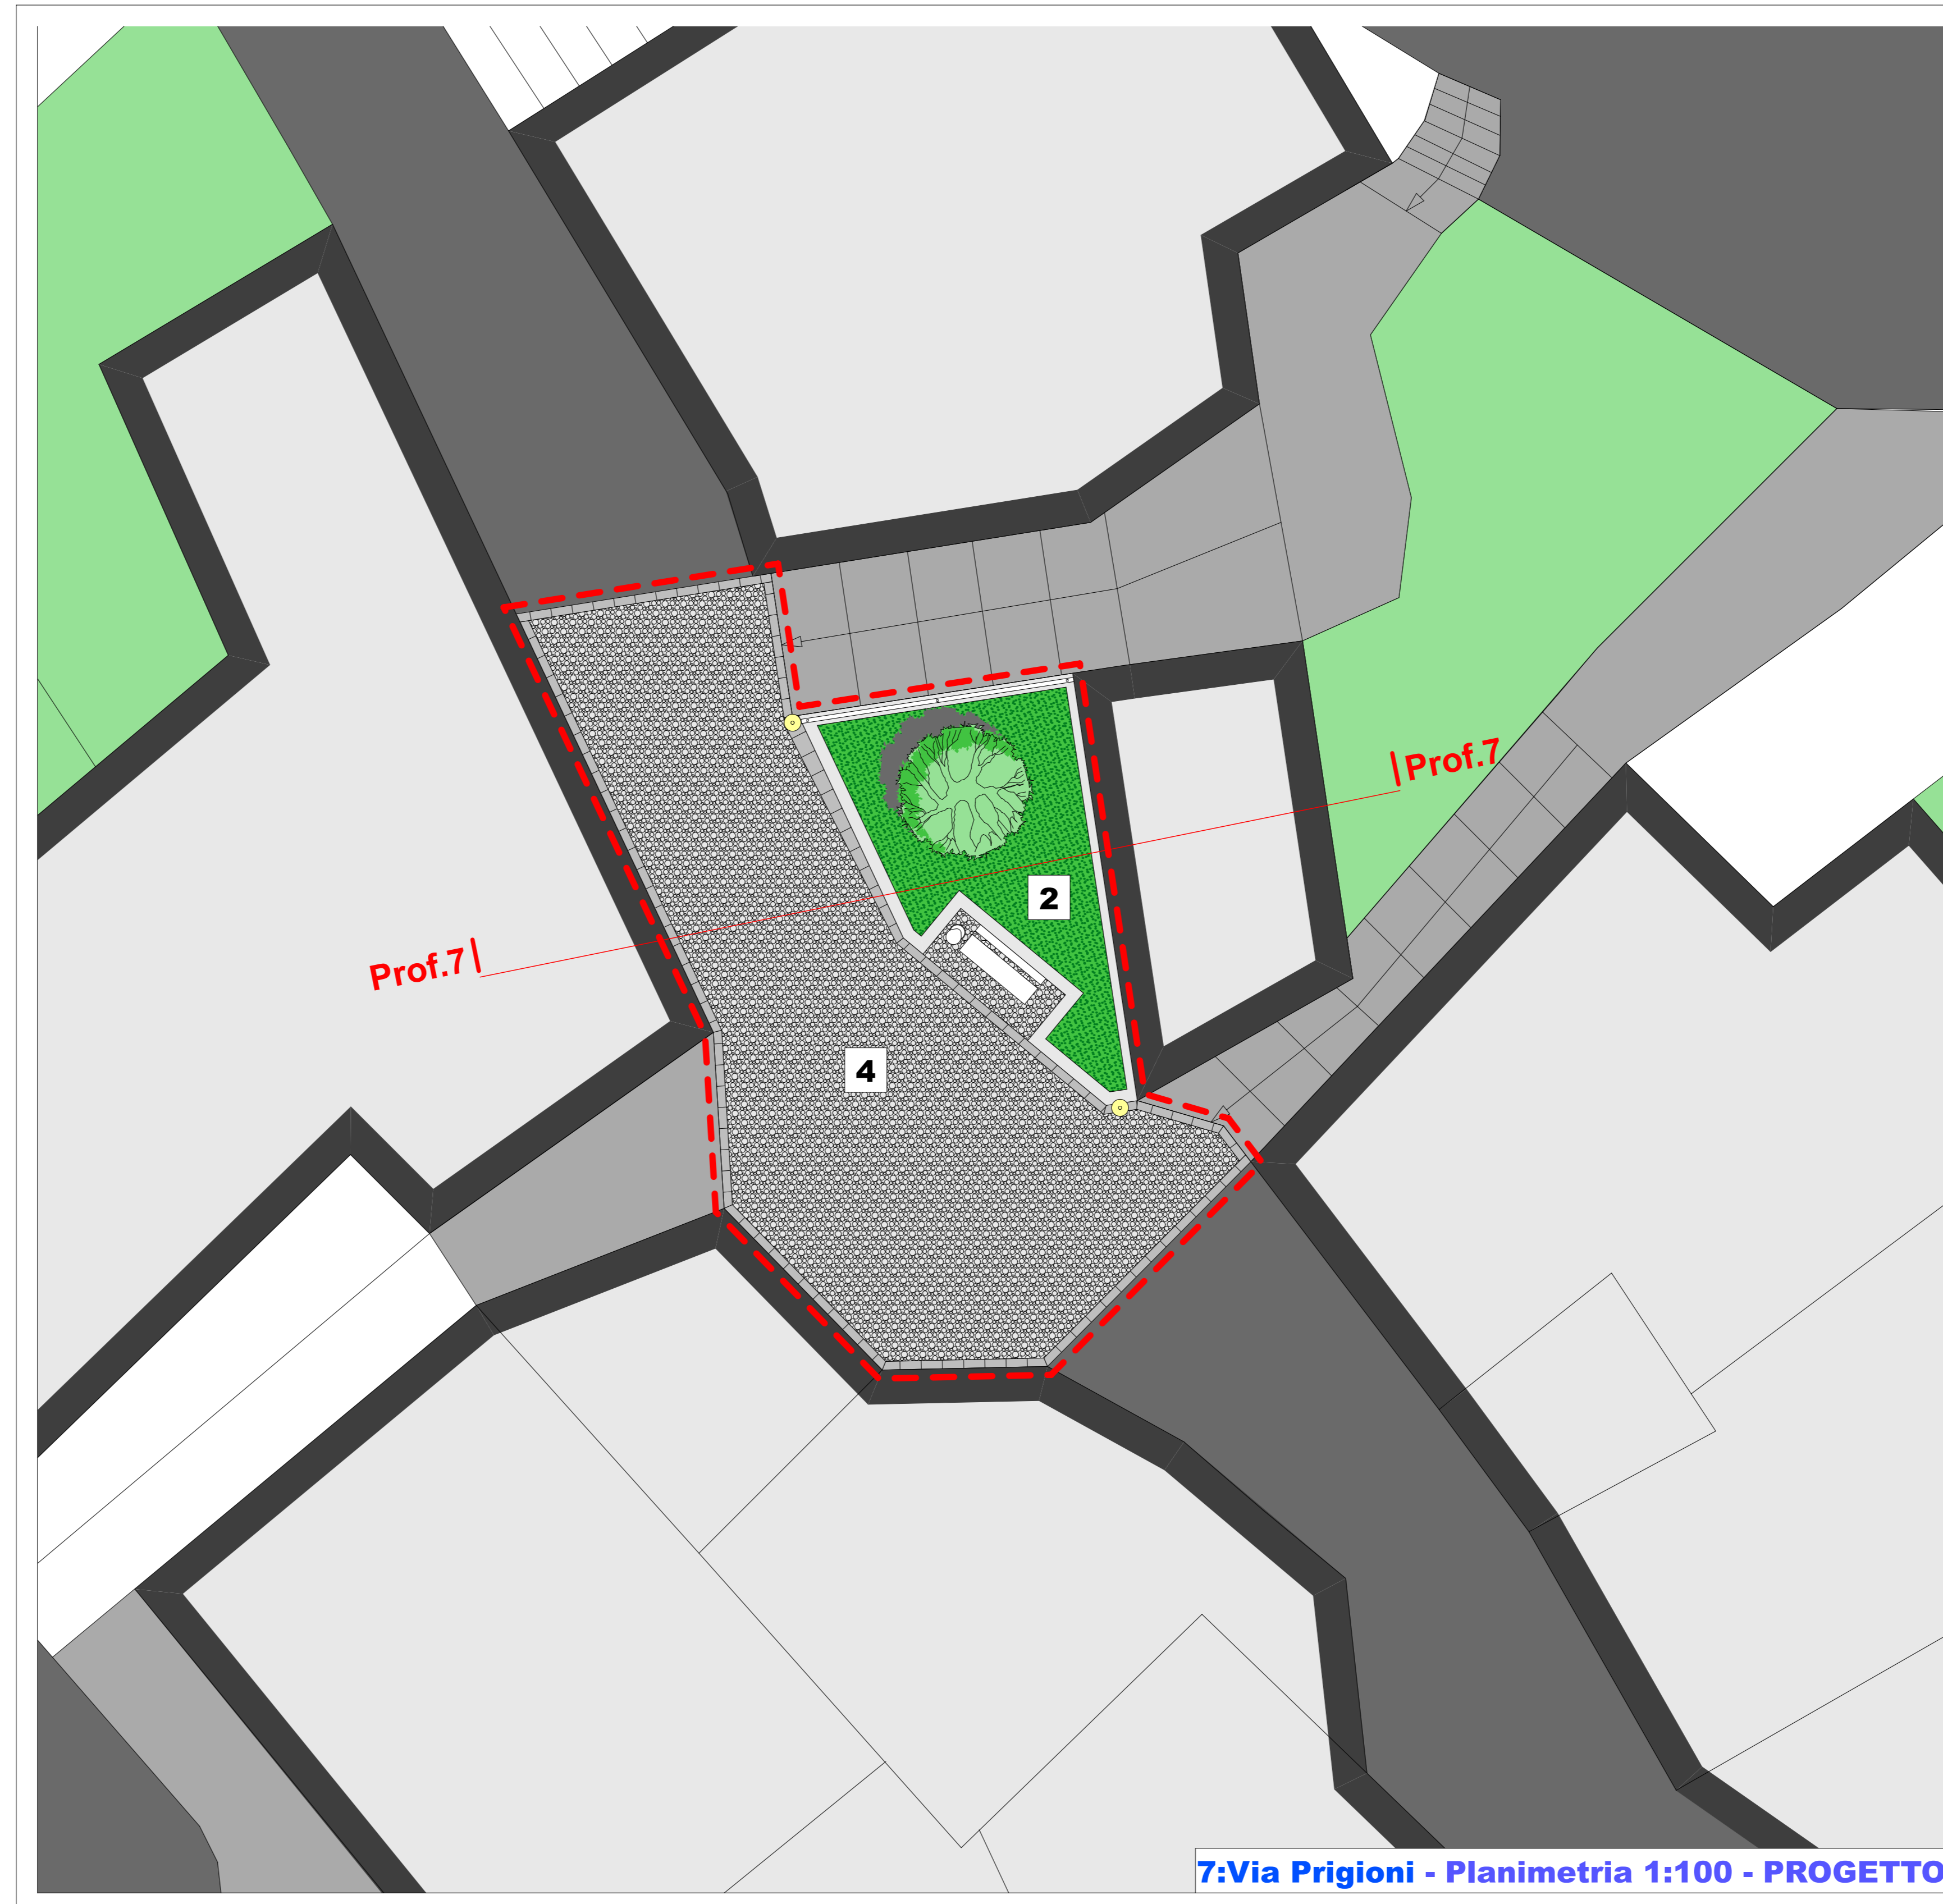 Prof.7
2
Prof.7
4
7:Via Prigioni - Planimetria 1:100 - PROGETTO